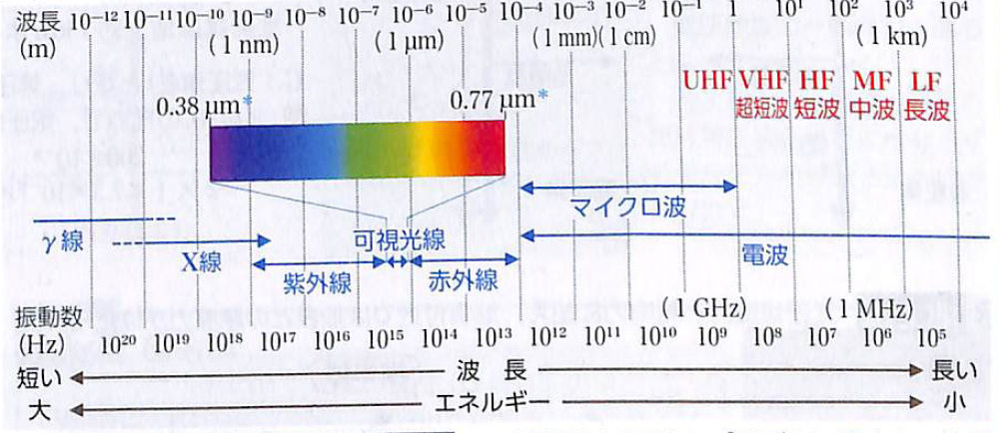 波長 10⁻¹² 10⁻¹¹ 10⁻¹⁰ 10⁻⁹ 10⁻⁸ 10⁻⁷ 10⁻⁶ 10⁻⁵ 10⁻⁴ 10⁻³ 10⁻² 10⁻¹ 1 10¹ 10² 10³ 10⁴
(m) (1 nm) (1 μm) (1 mm)(1 cm) (1 km)
UHF VHF HF MF LF
超短波 短波 中波 長波
0.38 μm* 0.77 μm*
マイクロ波
γ線 X線 可視光線 電波
紫外線 赤外線
振動数 (1 GHz) (1 MHz)
(Hz) 10²⁰ 10¹⁹ 10¹⁸ 10¹⁷ 10¹⁶ 10¹⁵ 10¹⁴ 10¹³ 10¹² 10¹¹ 10¹⁰ 10⁹ 10⁸ 10⁷ 10⁶ 10⁵
短い 波長 長い
大 エネルギー 小